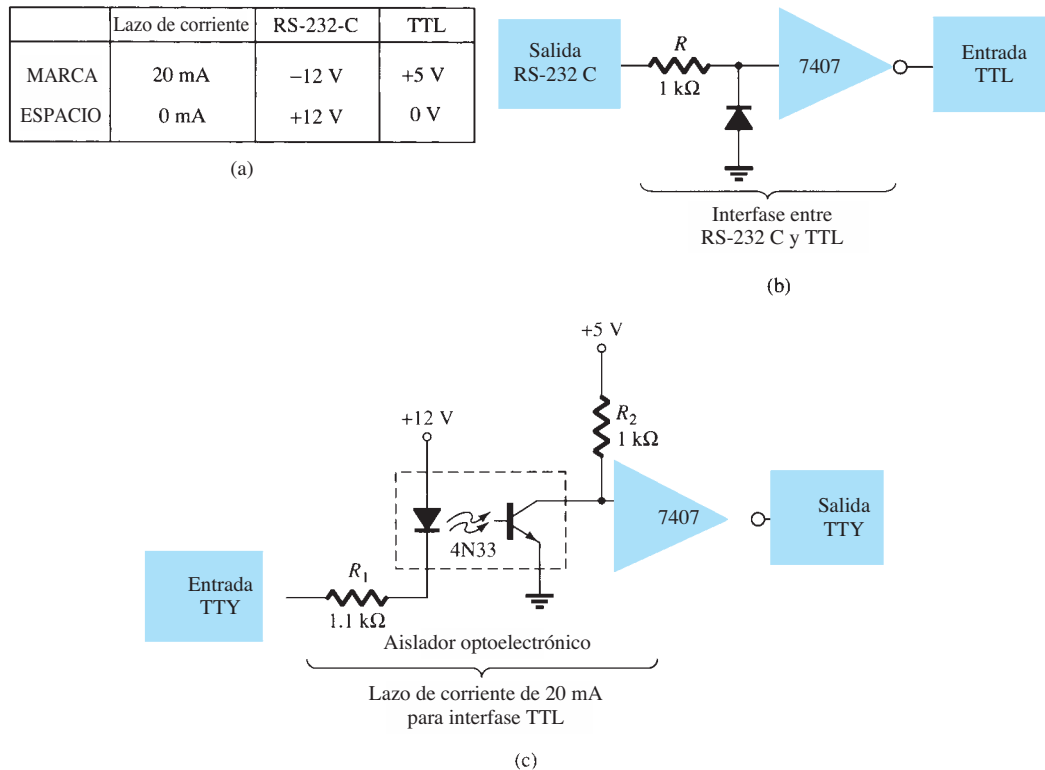 Lazo de corriente RS-232-C TTL
MARCA 20 mA −12 V +5 V
ESPACIO 0 mA +12 V 0 V
(a)
Salida
RS-232 C
R
1 kΩ
7407
Entrada
TTL
Interfase entre
RS-232 C y TTL
(b)
+5 V
R2
1 kΩ
+12 V
4N33
7407
Salida
TTY
Entrada
TTY
R1
1.1 kΩ
Aislador optoelectrónico
Lazo de corriente de 20 mA
para interfase TTL
(c)